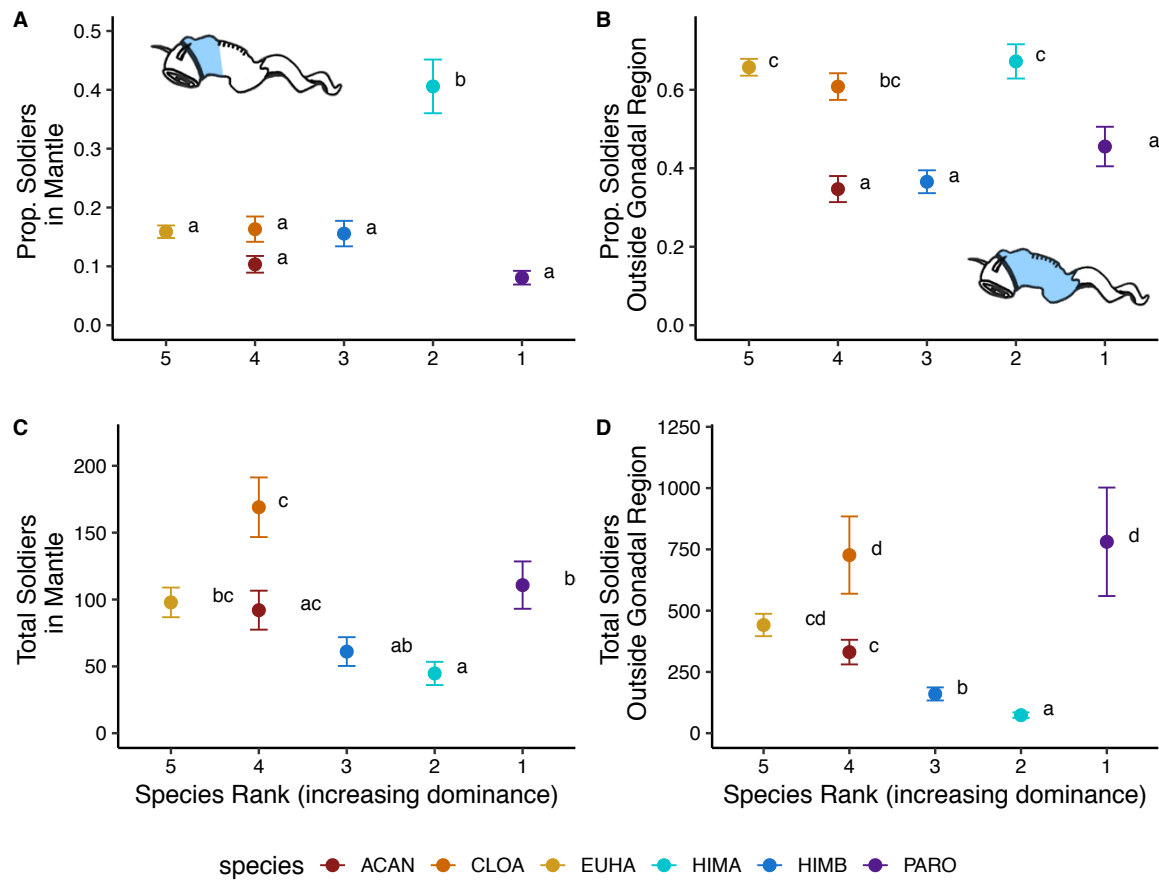 A
Prop. Soldiers
in Mantle
0.5
0.4
0.3
0.2
0.1
0.0
a
a
a
a
b
a
5
4
3
2
1
B
Prop. Soldiers
Outside Gonadal Region
0.6
0.4
0.2
0.0
c
bc
a
a
c
a
5
4
3
2
1
C
Total Soldiers
in Mantle
200
150
100
50
0
bc
c
ac
ab
a
b
5
4
3
2
1
Species Rank (increasing dominance)
D
Total Soldiers
Outside Gonadal Region
1250
1000
750
500
250
0
cd
d
c
b
a
d
5
4
3
2
1
Species Rank (increasing dominance)
species ACAN CLOA EUHA HIMA HIMB PARO